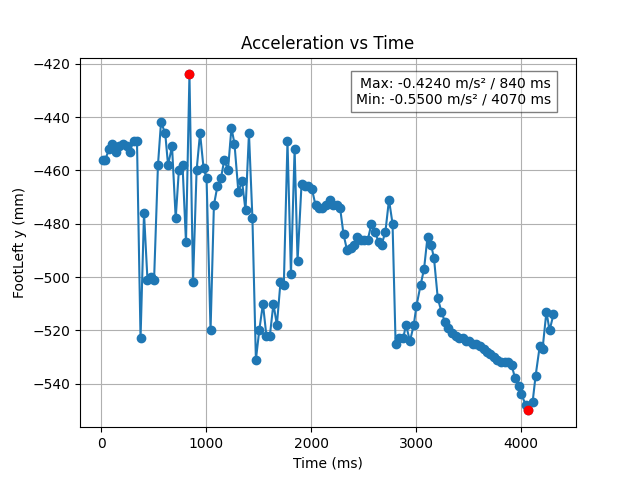 Acceleration vs Time
Max: -0.4240 m/s² / 840 ms
Min: -0.5500 m/s² / 4070 ms
FootLeft y (mm)
−420
−440
−460
−480
−500
−520
−540
0 1000 2000 3000 4000
Time (ms)